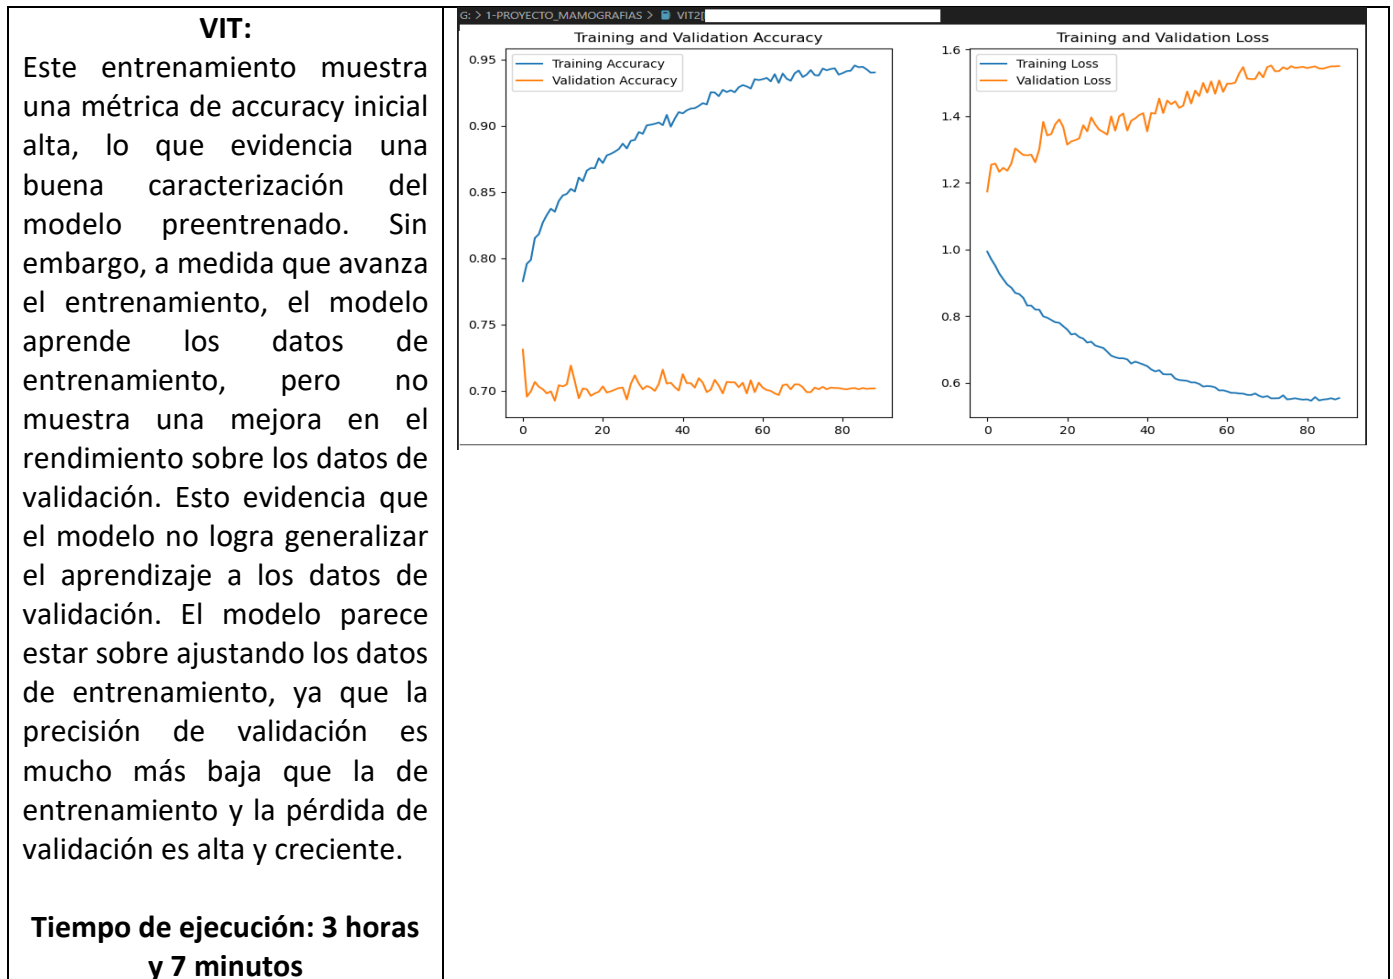 VIT:
Este entrenamiento muestra
una métrica de accuracy inicial
alta, lo que evidencia una
buena caracterización del
modelo preentrenado. Sin
embargo, a medida que avanza
el entrenamiento, el modelo
aprende los datos de
entrenamiento, pero no
muestra una mejora en el
rendimiento sobre los datos de
validación. Esto evidencia que
el modelo no logra generalizar
el aprendizaje a los datos de
validación. El modelo parece
estar sobre ajustando los datos
de entrenamiento, ya que la
precisión de validación es
mucho más baja que la de
entrenamiento y la pérdida de
validación es alta y creciente.
Tiempo de ejecución: 3 horas
y 7 minutos
G: > 1-PROYECTO_MAMOGRAFIAS > VIT2[
Training and Validation Accuracy
Training Accuracy
Validation Accuracy
0.95
0.90
0.85
0.80
0.75
0.70
0 20 40 60 80
Training and Validation Loss
Training Loss
Validation Loss
1.6
1.4
1.2
1.0
0.8
0.6
0 20 40 60 80